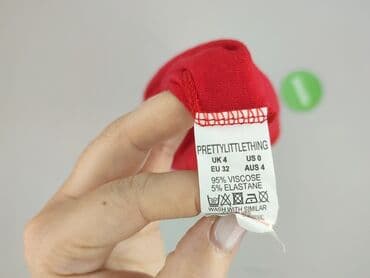 PRETTYLITTLETHING
UK 4 US 0
EU 32 AUS 4
95% VISCOSE
5% ELASTANE
WASH WITH SIMILAR